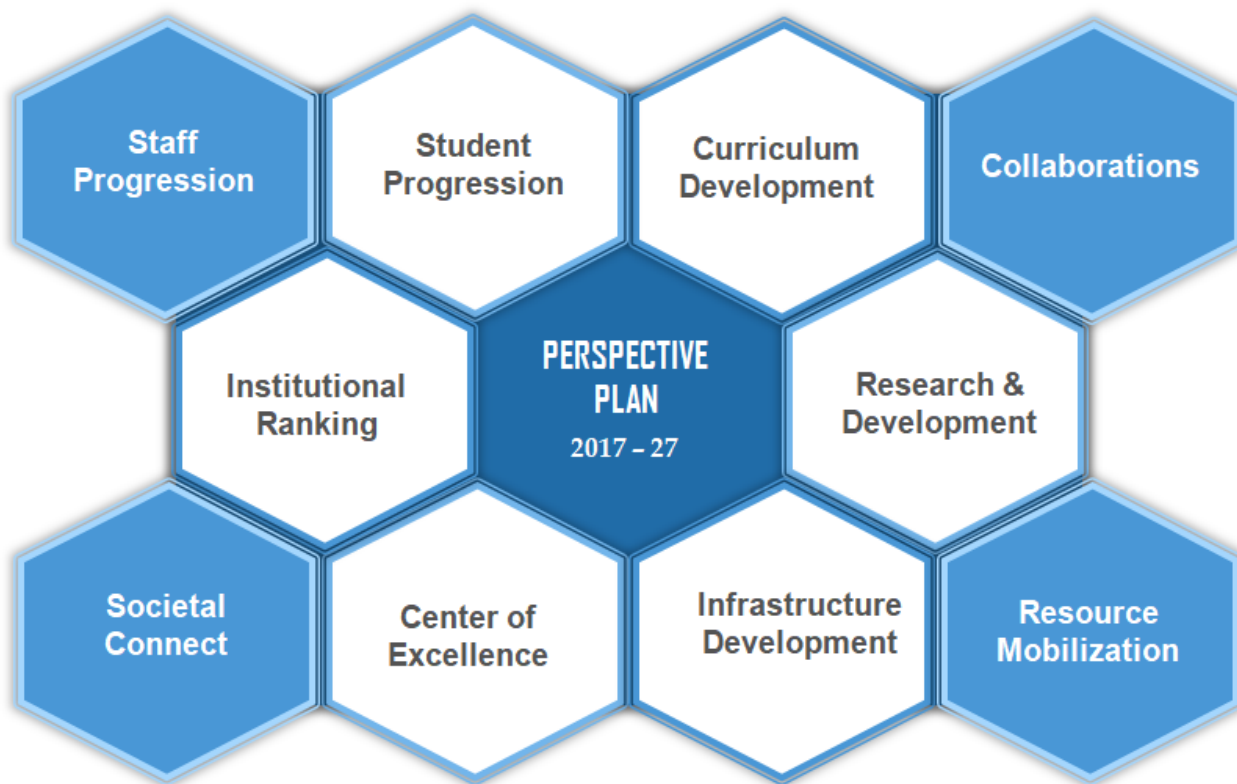 Staff
Progression
Student
Progression
Curriculum
Development
Collaborations
Institutional
Ranking
PERSPECTIVE
PLAN
2017 – 27
Research &
Development
Societal
Connect
Center of
Excellence
Infrastructure
Development
Resource
Mobilization